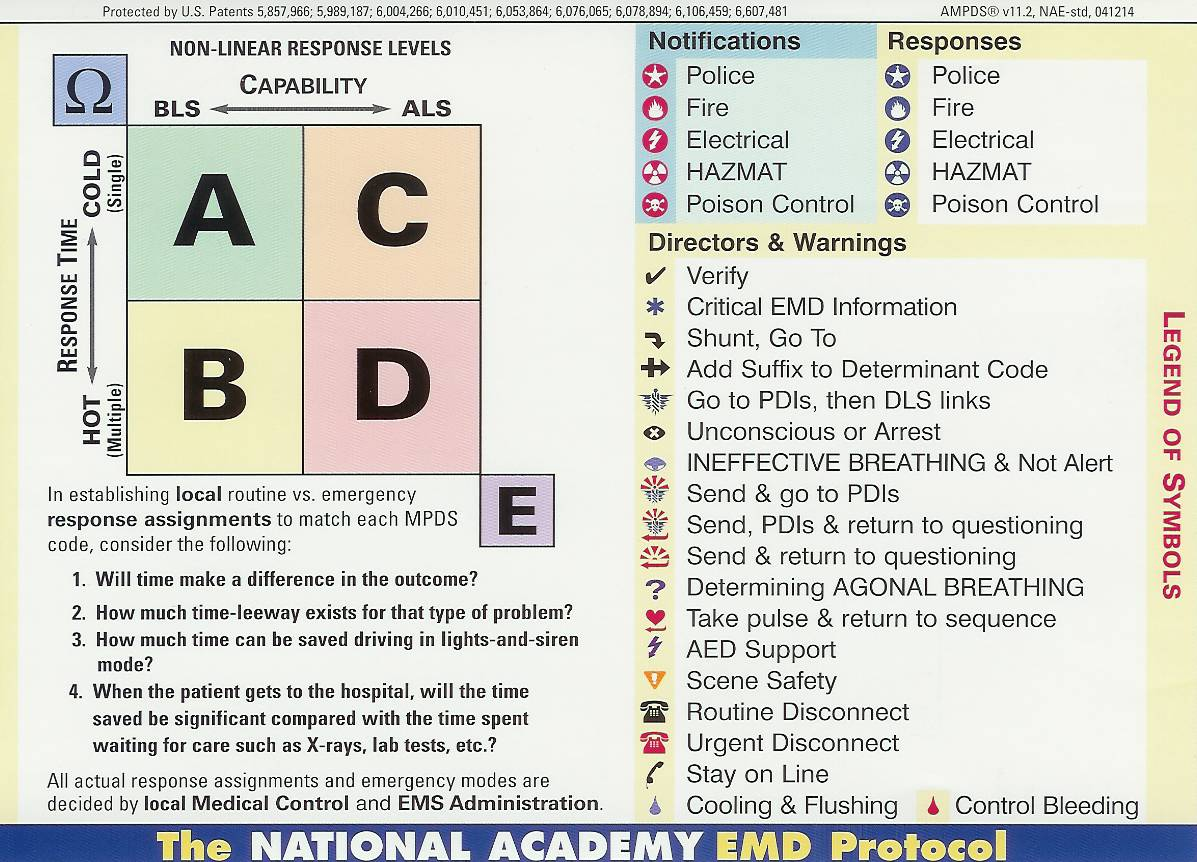 Protected by U.S. Patents 5,857,966; 5,989,187; 6,004,266; 6,010,451; 6,053,864; 6,076,065; 6,078,894; 6,106,459; 6,607,481
AMPDS® v11.2, NAE-std, 041214
NON-LINEAR RESPONSE LEVELS
Ω
CAPABILITY
BLS
ALS
RESPONSE TIME
COLD
(Single)
HOT
(Multiple)
A
C
B
D
E
In establishing local routine vs. emergency
response assignments to match each MPDS
code, consider the following:
1. Will time make a difference in the outcome?
2. How much time-leeway exists for that type of problem?
3. How much time can be saved driving in lights-and-siren
mode?
4. When the patient gets to the hospital, will the time
saved be significant compared with the time spent
waiting for care such as X-rays, lab tests, etc.?
All actual response assignments and emergency modes are
decided by local Medical Control and EMS Administration.
Notifications
Police
Fire
Electrical
HAZMAT
Poison Control
Responses
Police
Fire
Electrical
HAZMAT
Poison Control
Directors & Warnings
Verify
Critical EMD Information
Shunt, Go To
Add Suffix to Determinant Code
Go to PDIs, then DLS links
Unconscious or Arrest
INEFFECTIVE BREATHING & Not Alert
Send & go to PDIs
Send, PDIs & return to questioning
Send & return to questioning
? Determining AGONAL BREATHING
Take pulse & return to sequence
AED Support
Scene Safety
Routine Disconnect
Urgent Disconnect
Stay on Line
Cooling & Flushing
Control Bleeding
LEGEND OF SYMBOLS
The NATIONAL ACADEMY EMD Protocol